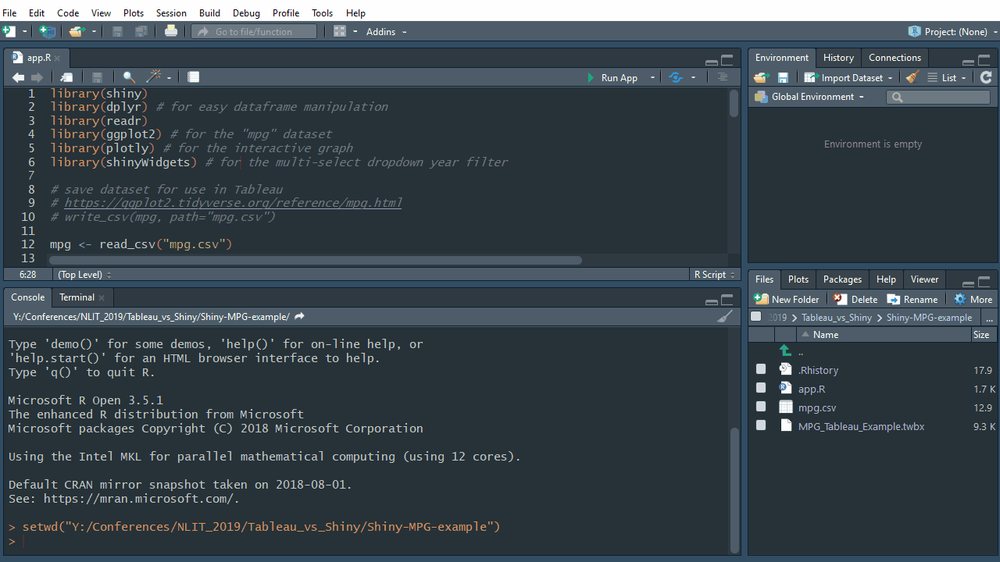 File Edit Code View Plots Session Build Debug Profile Tools Help
Go to file/function Addins Project: (None)
app.R
Run App
1 library(shiny)
2 library(dplyr) # for easy dataframe manipulation
3 library(readr)
4 library(ggplot2) # for the "mpg" dataset
5 library(plotly) # for the interactive graph
6 library(shinyWidgets) # for the multi-select dropdown year filter
7
8 # save dataset for use in Tableau
9 # https://ggplot2.tidyverse.org/reference/mpg.html
10 # write_csv(mpg, path="mpg.csv")
11
12 mpg <- read_csv("mpg.csv")
13
6:28 (Top Level) R Script
Console Terminal
Y:/Conferences/NLIT_2019/Tableau_vs_Shiny/Shiny-MPG-example/
Type 'demo()' for some demos, 'help()' for on-line help, or
'help.start()' for an HTML browser interface to help.
Type 'q()' to quit R.
Microsoft R Open 3.5.1
The enhanced R distribution from Microsoft
Microsoft packages Copyright (C) 2018 Microsoft Corporation
Using the Intel MKL for parallel mathematical computing (using 12 cores).
Default CRAN mirror snapshot taken on 2018-08-01.
See: https://mran.microsoft.com/.
> setwd("Y:/Conferences/NLIT_2019/Tableau_vs_Shiny/Shiny-MPG-example")
>
Environment History Connections
Import Dataset List
Global Environment
Environment is empty
Files Plots Packages Help Viewer
New Folder Delete Rename More
2019 Tableau_vs_Shiny Shiny-MPG-example ...
Name Size
..
.Rhistory 17.9
app.R 1.7 K
mpg.csv 12.9
MPG_Tableau_Example.twbx 9.3 K